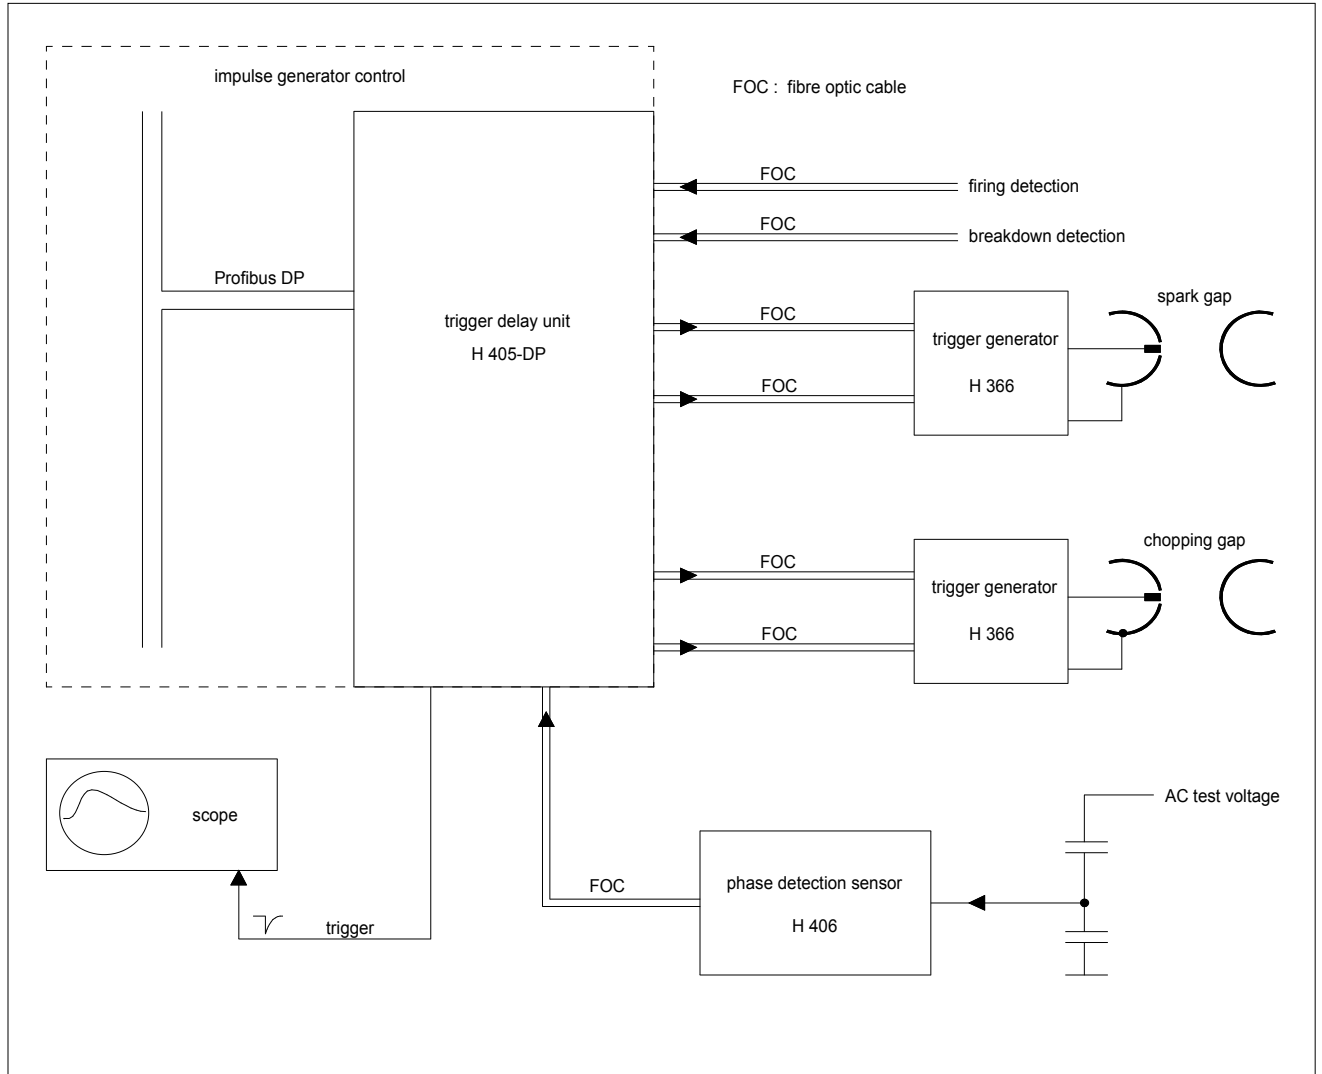 impulse generator control
FOC : fibre optic cable
FOC
firing detection
FOC
breakdown detection
Profibus DP
trigger delay unit
H 405-DP
FOC
FOC
trigger generator
H 366
spark gap
FOC
FOC
trigger generator
H 366
chopping gap
scope
trigger
FOC
phase detection sensor
H 406
AC test voltage